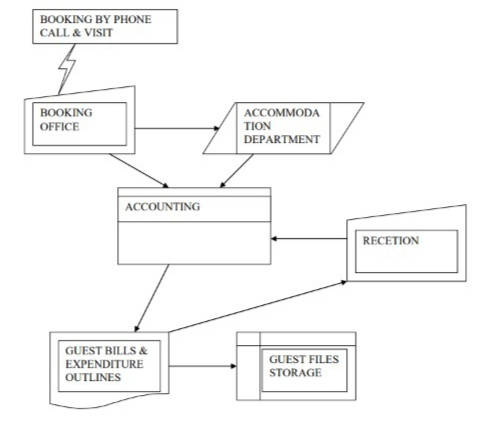 BOOKING BY PHONE
CALL & VISIT
BOOKING
OFFICE
ACCOMMODA
TION
DEPARTMENT
ACCOUNTING
RECETION
GUEST BILLS &
EXPENDITURE
OUTLINES
GUEST FILES
STORAGE